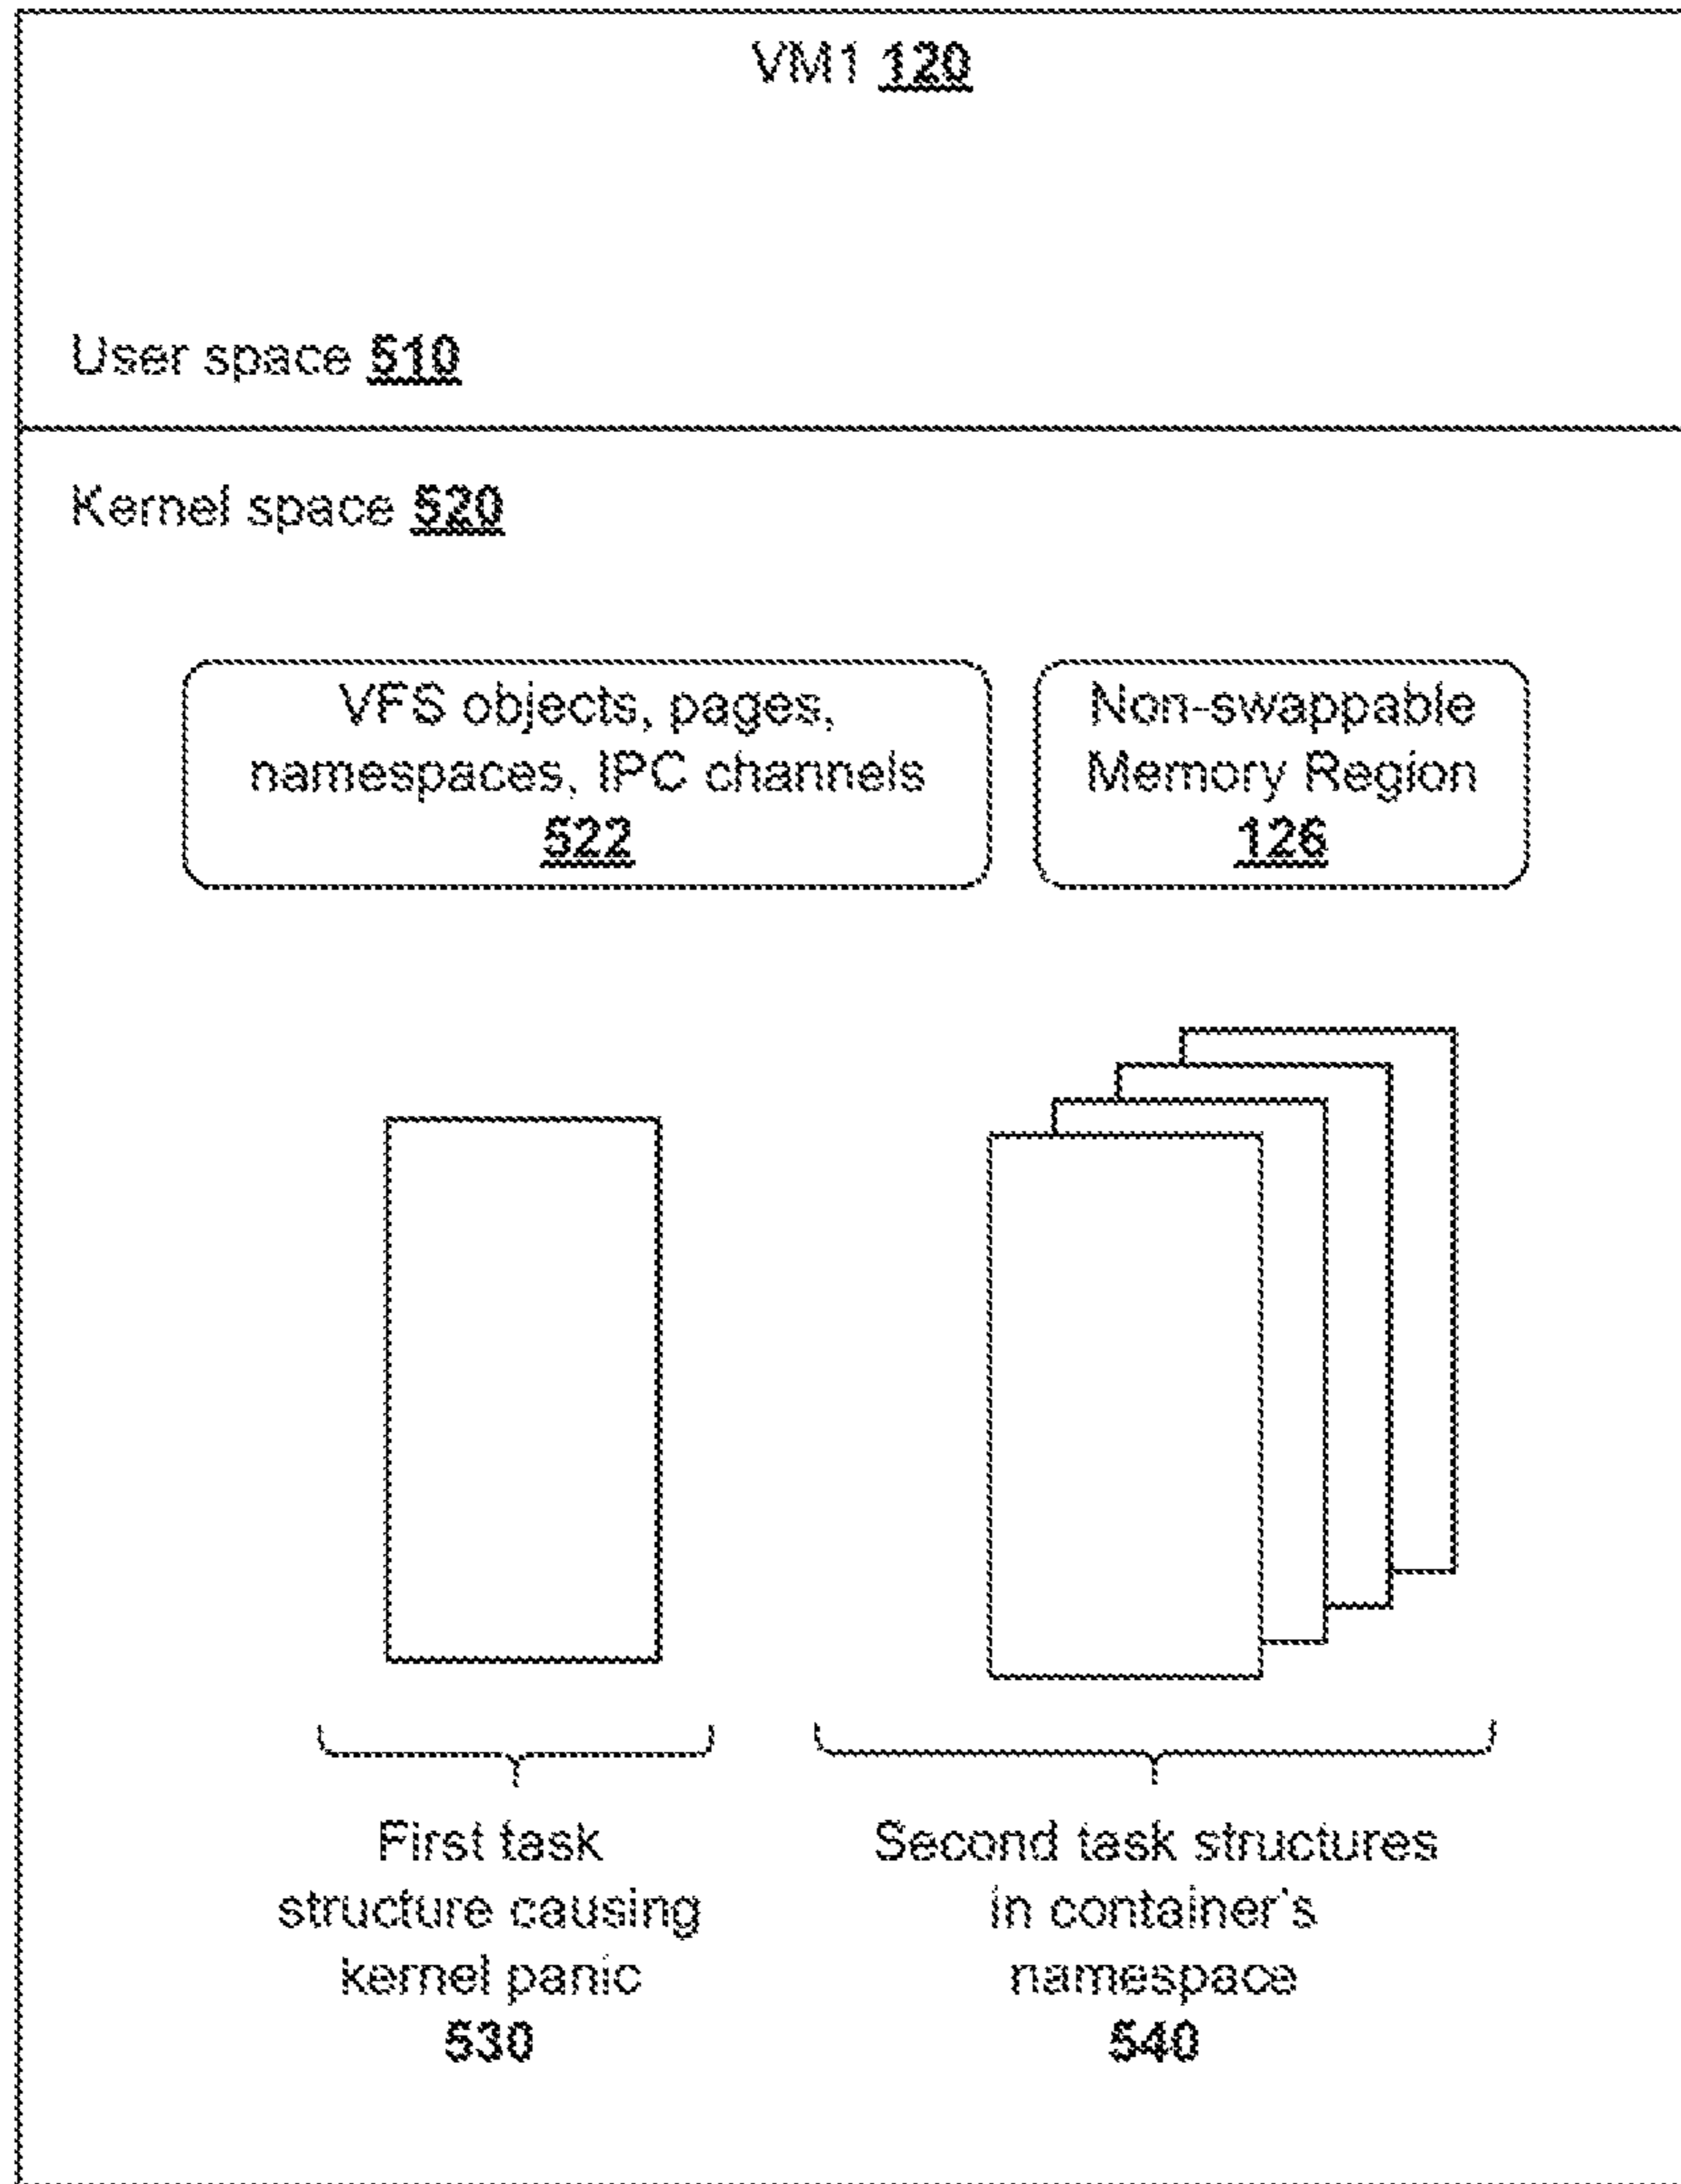 VM1 120
User space 510
Kernel space 520
VFS objects, pages,
namespaces, IPC channels
522
Non-swappable
Memory Region
126
First task
structure causing
kernel panic
530
Second task structures
in container's
namespace
540